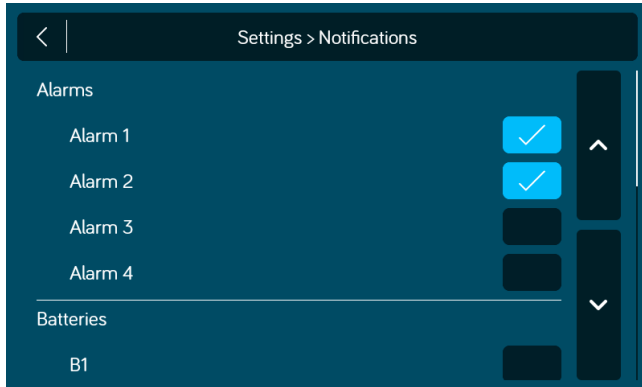 Settings > Notifications
Alarms
Alarm 1
Alarm 2
Alarm 3
Alarm 4
Batteries
B1